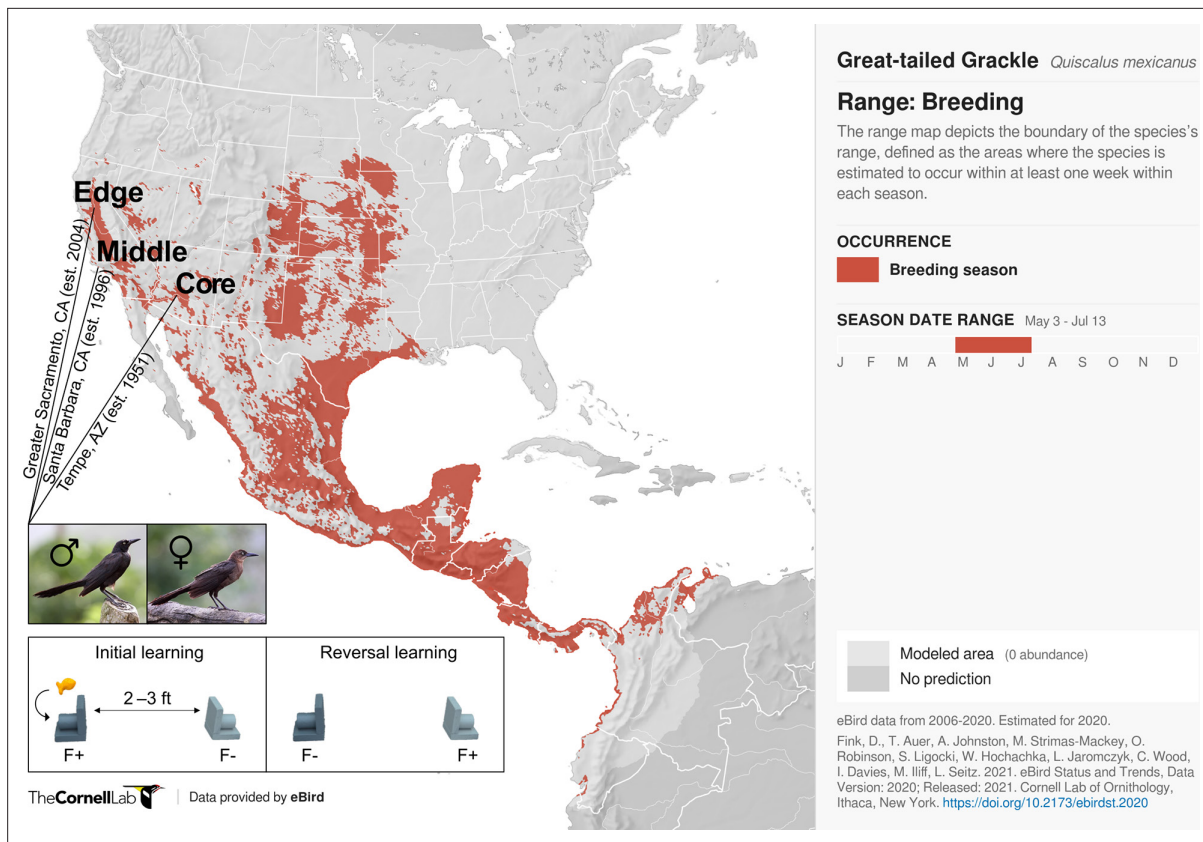 Edge
Middle
Core
Greater Sacramento, CA (est. 2004)
Santa Barbara, CA (est. 1996)
Tempe, AZ (est. 1951)
♂
♀
Initial learning
2 –3 ft
F+
F-
Reversal learning
F-
F+
TheCornellLab
Data provided by eBird
Great-tailed Grackle Quiscalus mexicanus
Range: Breeding
The range map depicts the boundary of the species's
range, defined as the areas where the species is
estimated to occur within at least one week within
each season.
OCCURRENCE
Breeding season
SEASON DATE RANGE May 3 - Jul 13
J F M A M J J A S O N D
Modeled area (0 abundance)
No prediction
eBird data from 2006-2020. Estimated for 2020.
Fink, D., T. Auer, A. Johnston, M. Strimas-Mackey, O.
Robinson, S. Ligocki, W. Hochachka, L. Jaromczyk, C. Wood,
I. Davies, M. Iliff, L. Seitz. 2021. eBird Status and Trends, Data
Version: 2020; Released: 2021. Cornell Lab of Ornithology,
Ithaca, New York. https://doi.org/10.2173/ebirdst.2020